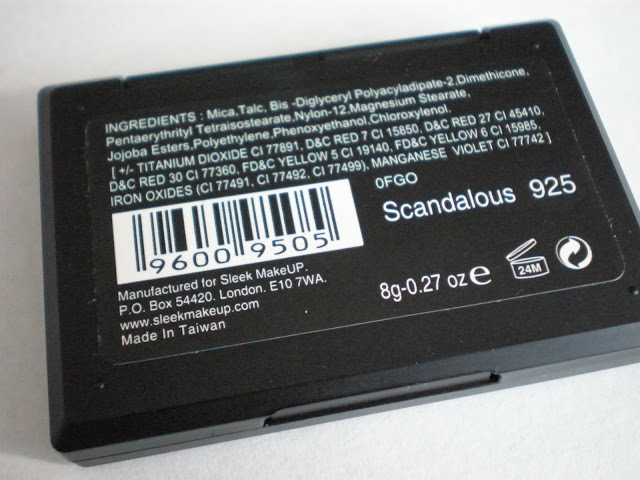 INGREDIENTS : Mica,Talc, Bis -Diglyceryl Polyacyladipate-2,Dimethicone,
Pentaerythrityl Tetraisostearate,Nylon-12,Magnesium Stearate,
Jojoba Esters,Polyethylene,Phenoxyethanol,Chloroxylenol.
[ +/- TITANIUM DIOXIDE CI 77891, D&C RED 7 CI 15850, D&C RED 27 CI 45410,
D&C RED 30 CI 77360, FD&C YELLOW 5 CI 19140, FD&C YELLOW 6 CI 15985,
IRON OXIDES (CI 77491, CI 77492, CI 77499), MANGANESE VIOLET CI 77742 ]
0FGO
Scandalous 925
9600 9505
Manufactured for Sleek MakeUP.
P.O. Box 54420. London. E10 7WA.
www.sleekmakeup.com
Made In Taiwan
8g-0.27 oz e
24M